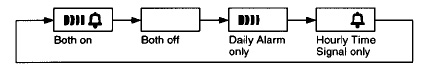 Both on
Both off
Daily Alarm
only
Hourly Time
Signal only